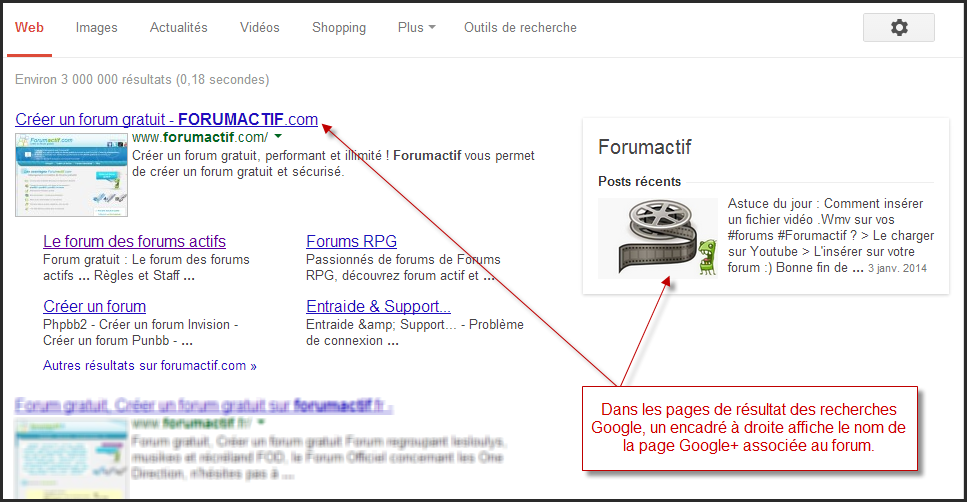 Web Images Actualités Vidéos Shopping Plus Outils de recherche
Environ 3 000 000 résultats (0,18 secondes)
Créer un forum gratuit - FORUMACTIF.com
www.forumactif.com/
Créer un forum gratuit, performant et illimité ! Forumactif vous permet
de créer un forum gratuit et sécurisé.
Le forum des forums actifs
Forum gratuit : Le forum des forums
actifs ... Règles et Staff ...
Forums RPG
Passionnés de forums de Forums
RPG, découvrez forum actif et ...
Créer un forum
Phpbb2 - Créer un forum Invision -
Créer un forum Punbb - ...
Entraide & Support...
Entraide &amp; Support... - Problème
de connexion ...
Autres résultats sur forumactif.com »
Forum gratuit, Créer un forum gratuit sur forumactif.fr -
www.forumactif.fr/
Forum gratuit, Créer un forum gratuit Forum regroupant
et FOD, le Forum Officiel concernant les One
Direction, n'hésites pas à ...
Forumactif
Posts récents
Astuce du jour : Comment insérer
un fichier vidéo .Wmv sur vos
#forums #Forumactif ? > Le charger
sur Youtube > L'insérer sur votre
forum :) Bonne fin de ... 3 janv. 2014
Dans les pages de résultat des recherches
Google, un encadré à droite affiche le nom de
la page Google+ associée au forum.